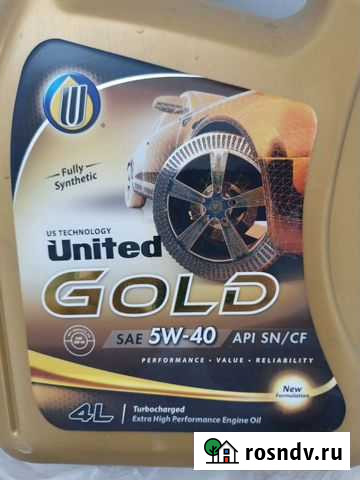 U
Fully
Synthetic
US TECHNOLOGY
United
GOLD
SAE 5W-40 API SN/CF
PERFORMANCE • VALUE • RELIABILITY
New
Formulation
4L
Turbocharged
Extra High Performance Engine Oil
rosndv.ru